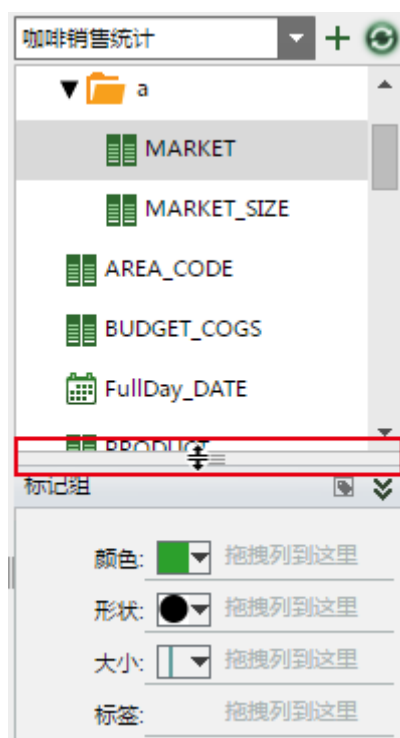 咖啡销售统计
a
MARKET
MARKET_SIZE
AREA_CODE
BUDGET_COGS
FullDay_DATE
PRODUCT
标记组
颜色: 拖拽列到这里
形状: 拖拽列到这里
大小: 拖拽列到这里
标签: 拖拽列到这里